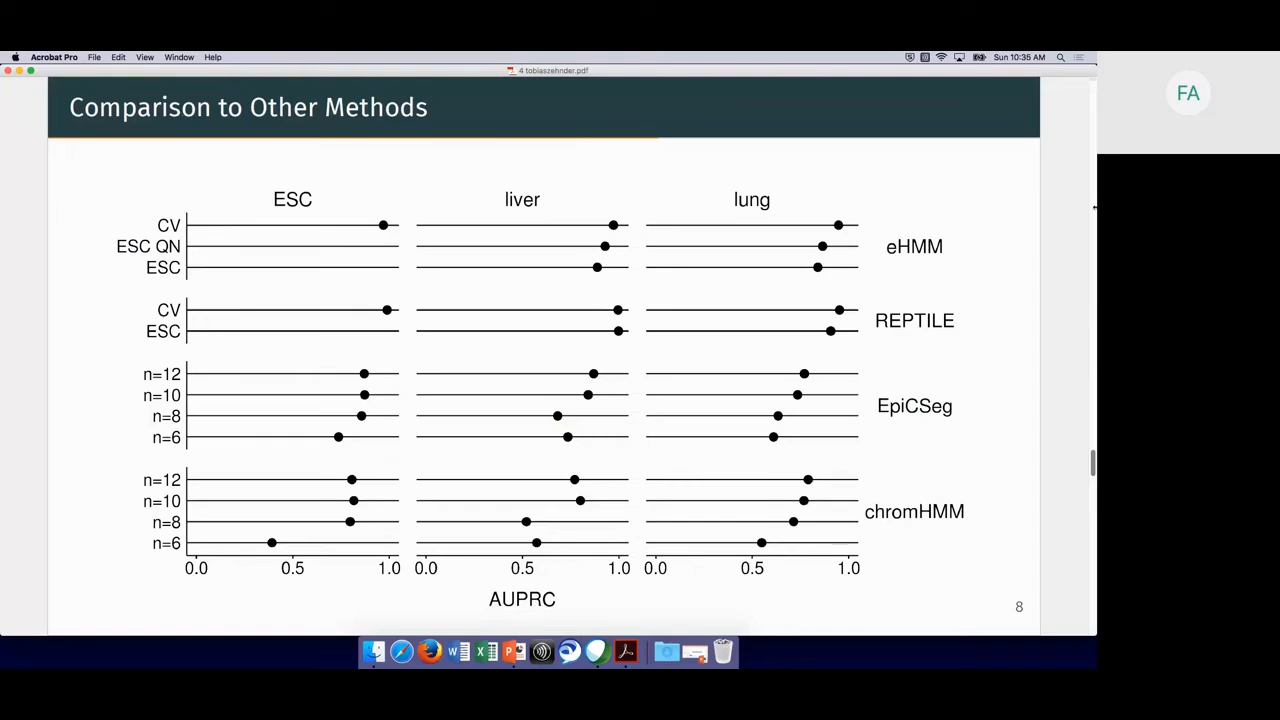 Acrobat Pro File Edit View Window Help Sun 10:35 AM
4 tobiaszehnder.pdf
FA
Comparison to Other Methods
ESC liver lung
CV
ESC QN eHMM
ESC
CV
ESC REPTILE
n=12
n=10
n=8 EpiCSeg
n=6
n=12
n=10
n=8 chromHMM
n=6
0.0 0.5 1.0 0.0 0.5 1.0 0.0 0.5 1.0
AUPRC
8